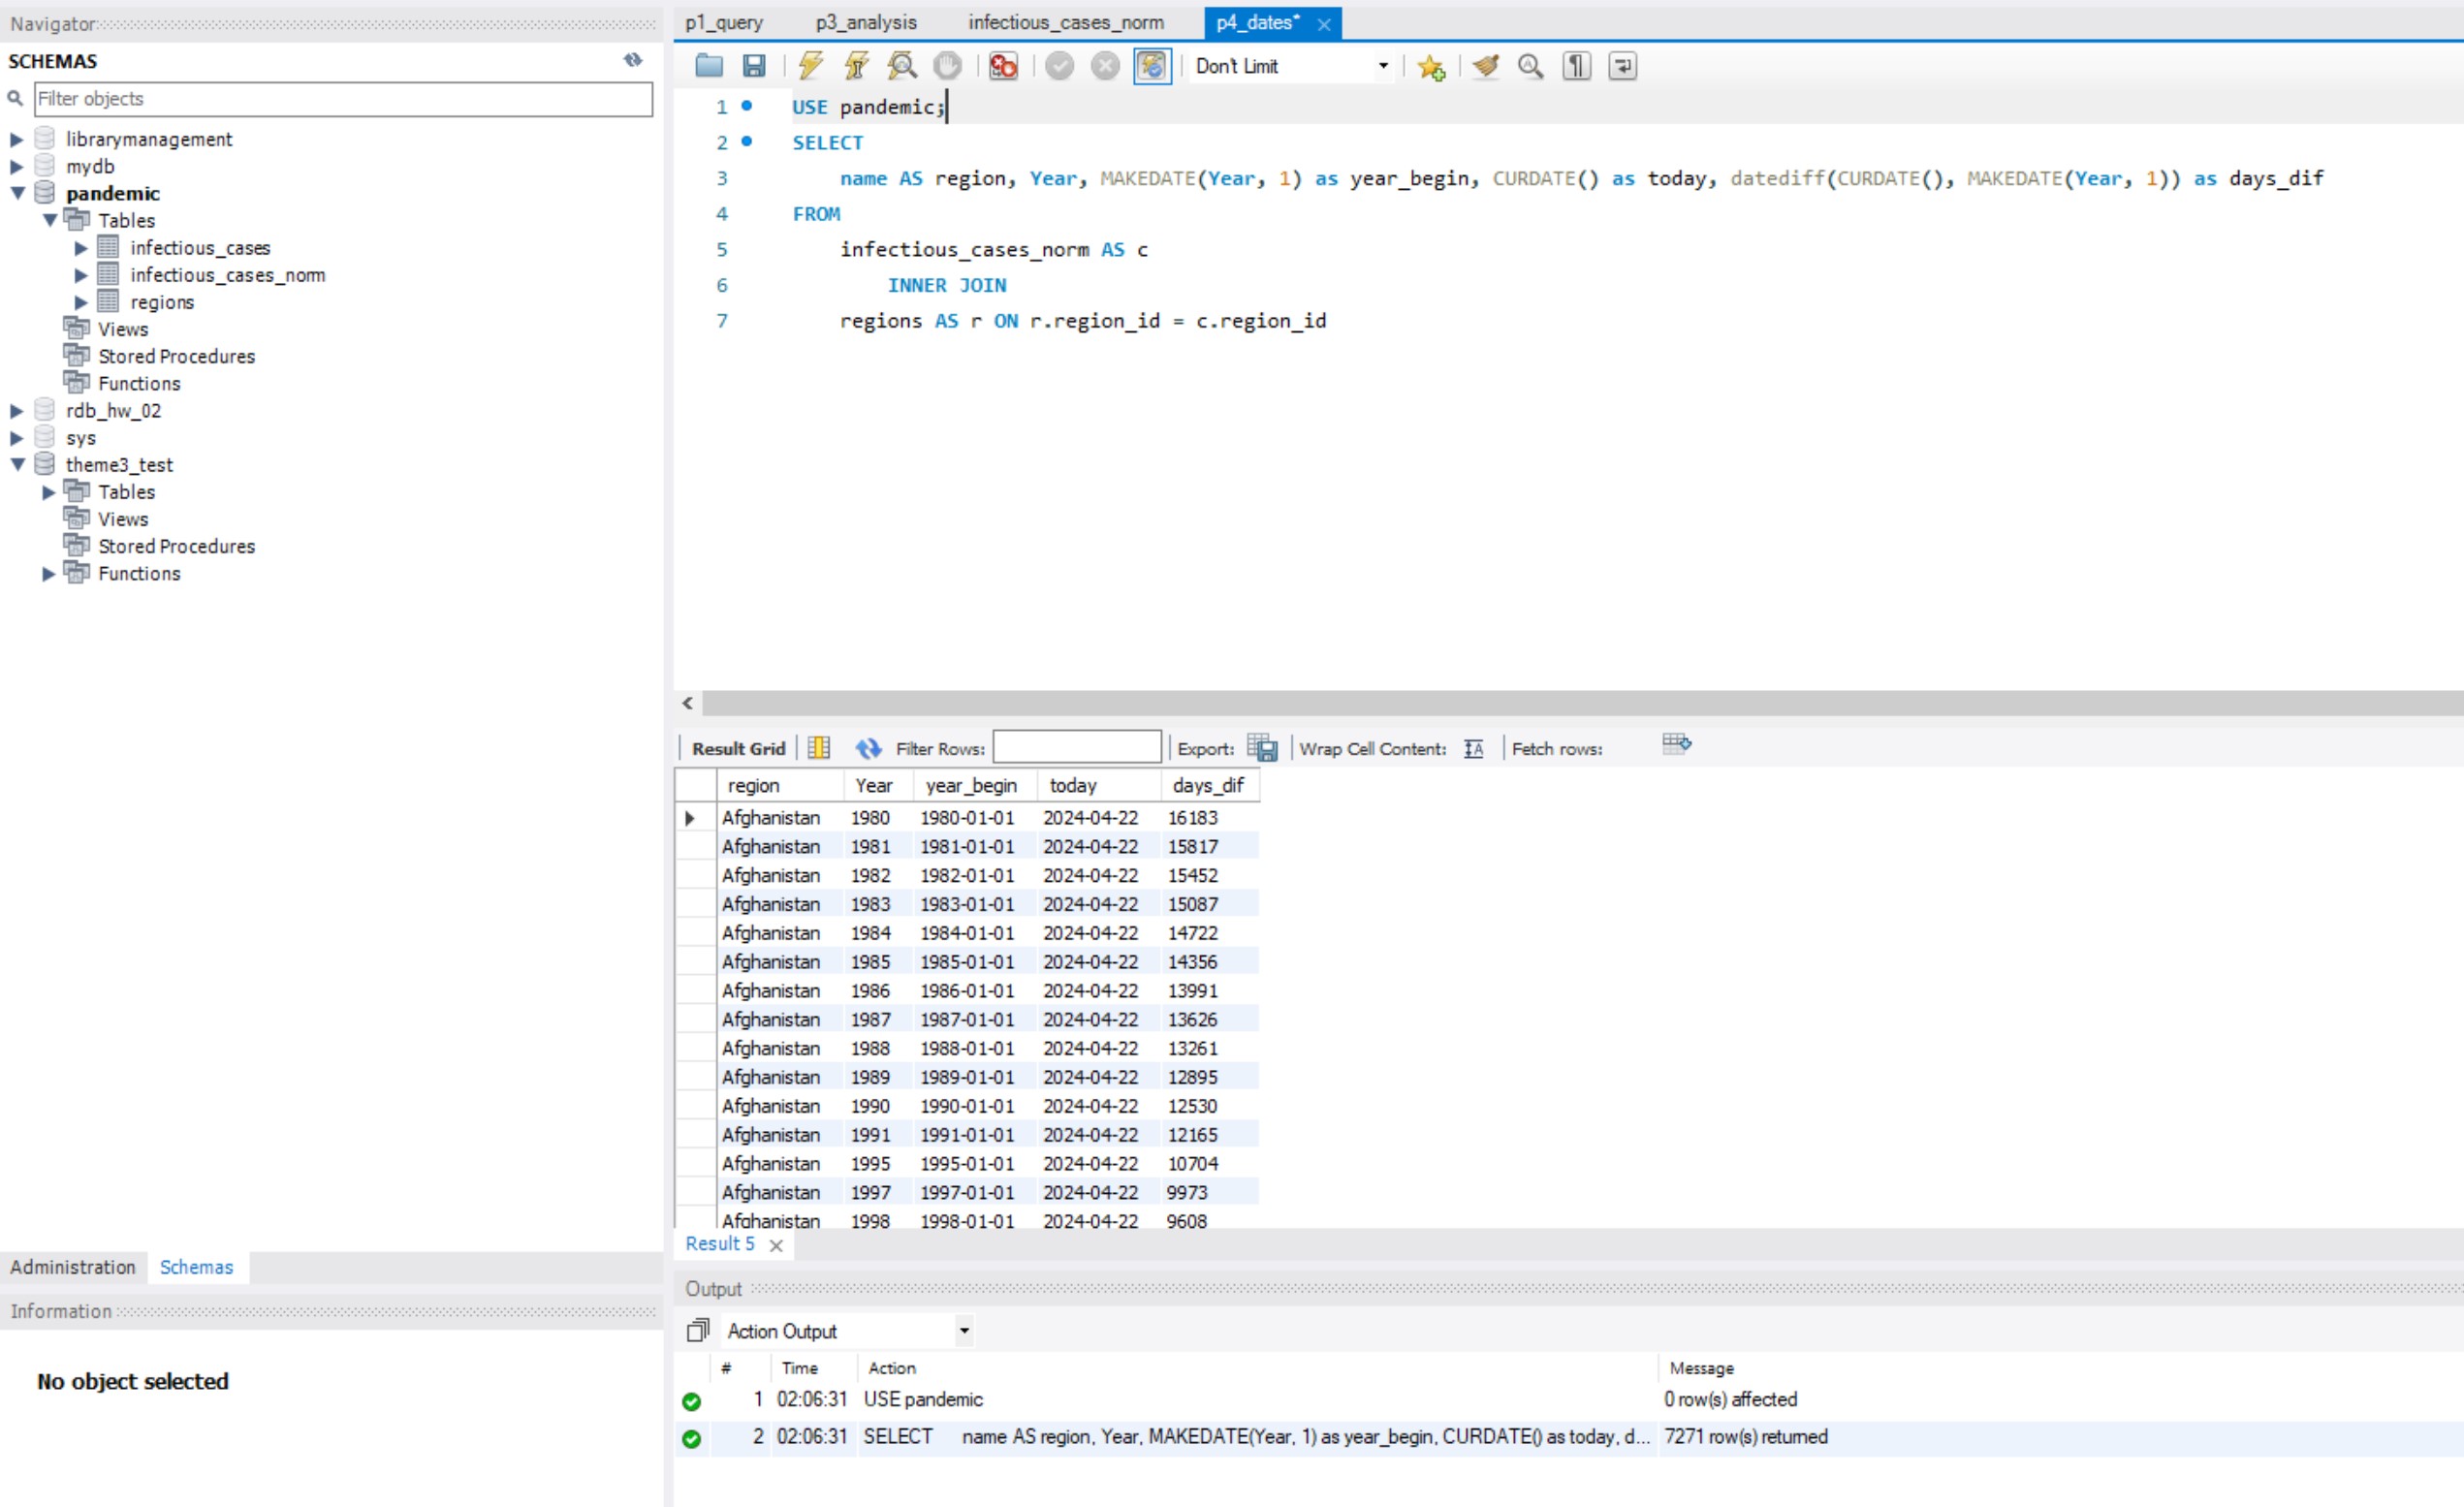 Navigator
SCHEMAS
Filter objects
librarymanagement
mydb
pandemic
Tables
infectious_cases
infectious_cases_nom
regions
Views
Stored Procedures
Functions
rdb_hw_02
sys
theme3_test
Tables
Views
Stored Procedures
Functions
Administration Schemas
Information
No object selected
p1_query p3_analysis infectious_cases_norm p4_dates*
Don't Limit
1 USE pandemic;
2 SELECT
3 name AS region, Year, MAKEDATE(Year, 1) as year_begin, CURDATE() as today, datediff(CURDATE(), MAKEDATE(Year, 1)) as days_dif
4 FROM
5 infectious_cases_norm AS c
6 INNER JOIN
7 regions AS r ON r.region_id = c.region_id
Result Grid Filter Rows: Export: Wrap Cell Content: Fetch rows:
region Year year_begin today days_dif
Afghanistan 1980 1980-01-01 2024-04-22 16183
Afghanistan 1981 1981-01-01 2024-04-22 15817
Afghanistan 1982 1982-01-01 2024-04-22 15452
Afghanistan 1983 1983-01-01 2024-04-22 15087
Afghanistan 1984 1984-01-01 2024-04-22 14722
Afghanistan 1985 1985-01-01 2024-04-22 14356
Afghanistan 1986 1986-01-01 2024-04-22 13991
Afghanistan 1987 1987-01-01 2024-04-22 13626
Afghanistan 1988 1988-01-01 2024-04-22 13261
Afghanistan 1989 1989-01-01 2024-04-22 12895
Afghanistan 1990 1990-01-01 2024-04-22 12530
Afghanistan 1991 1991-01-01 2024-04-22 12165
Afghanistan 1995 1995-01-01 2024-04-22 10704
Afghanistan 1997 1997-01-01 2024-04-22 9973
Afghanistan 1998 1998-01-01 2024-04-22 9608
Result 5
Output
Action Output
# Time Action Message
1 02:06:31 USE pandemic 0 row(s) affected
2 02:06:31 SELECT name AS region, Year, MAKEDATE(Year, 1) as year_begin, CURDATE() as today, d... 7271 row(s) returned